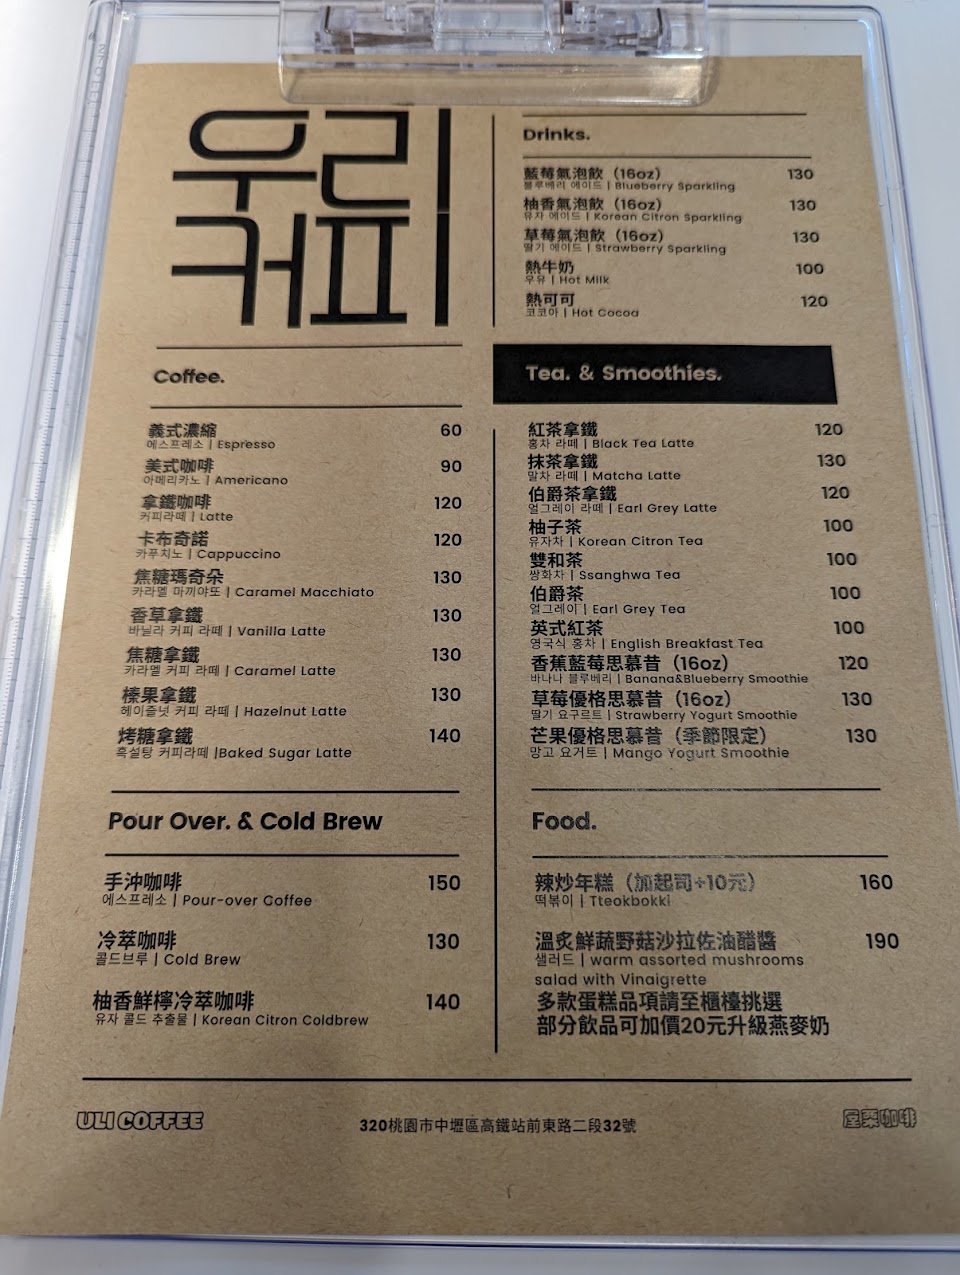 우리
커피
Drinks.
藍莓氣泡飲（16oz） 130
블루베리 에이드 | Blueberry Sparkling
柚香氣泡飲（16oz） 130
유자 에이드 | Korean Citron Sparkling
草莓氣泡飲（16oz） 130
딸기 에이드 | Strawberry Sparkling
熱牛奶 100
우유 | Hot Milk
熱可可 120
코코아 | Hot Cocoa
Coffee.
義式濃縮 60
에스프레소 | Espresso
美式咖啡 90
아메리카노 | Americano
拿鐵咖啡 120
커피라떼 | Latte
卡布奇諾 120
카푸치노 | Cappuccino
焦糖瑪奇朵 130
카라멜 마끼야또 | Caramel Macchiato
香草拿鐵 130
바닐라 커피 라떼 | Vanilla Latte
焦糖拿鐵 130
카라멜 커피 라떼 | Caramel Latte
榛果拿鐵 130
헤이즐넛 커피 라떼 | Hazelnut Latte
烤糖拿鐵 140
흑설탕 커피라떼 |Baked Sugar Latte
Tea. & Smoothies.
紅茶拿鐵 120
홍차 라떼 | Black Tea Latte
抹茶拿鐵 130
말차 라떼 | Matcha Latte
伯爵茶拿鐵 120
얼그레이 라떼 | Earl Grey Latte
柚子茶 100
유자차 | Korean Citron Tea
雙和茶 100
쌍화차 | Ssanghwa Tea
伯爵茶 100
얼그레이 | Earl Grey Tea
英式紅茶 100
영국식 홍차 | English Breakfast Tea
香蕉藍莓思慕昔（16oz） 120
바나나 블루베리 | Banana&Blueberry Smoothie
草莓優格思慕昔（16oz） 130
딸기 요구르트 | Strawberry Yogurt Smoothie
芒果優格思慕昔（季節限定） 130
망고 요거트 | Mango Yogurt Smoothie
Pour Over. & Cold Brew
手沖咖啡 150
에스프레소 | Pour-over Coffee
冷萃咖啡 130
콜드브루 | Cold Brew
柚香鮮檸冷萃咖啡 140
유자 콜드 추출물 | Korean Citron Coldbrew
Food.
辣炒年糕（加起司+10元） 160
떡볶이 | Tteokbokki
溫炙鮮蔬野菇沙拉佐油醋醬 190
샐러드 | warm assorted mushrooms
salad with Vinaigrette
多款蛋糕品項請至櫃檯挑選
部分飲品可加價20元升級燕麥奶
ULI COFFEE
320桃園市中壢區高鐵站前東路二段32號
屋萊咖啡